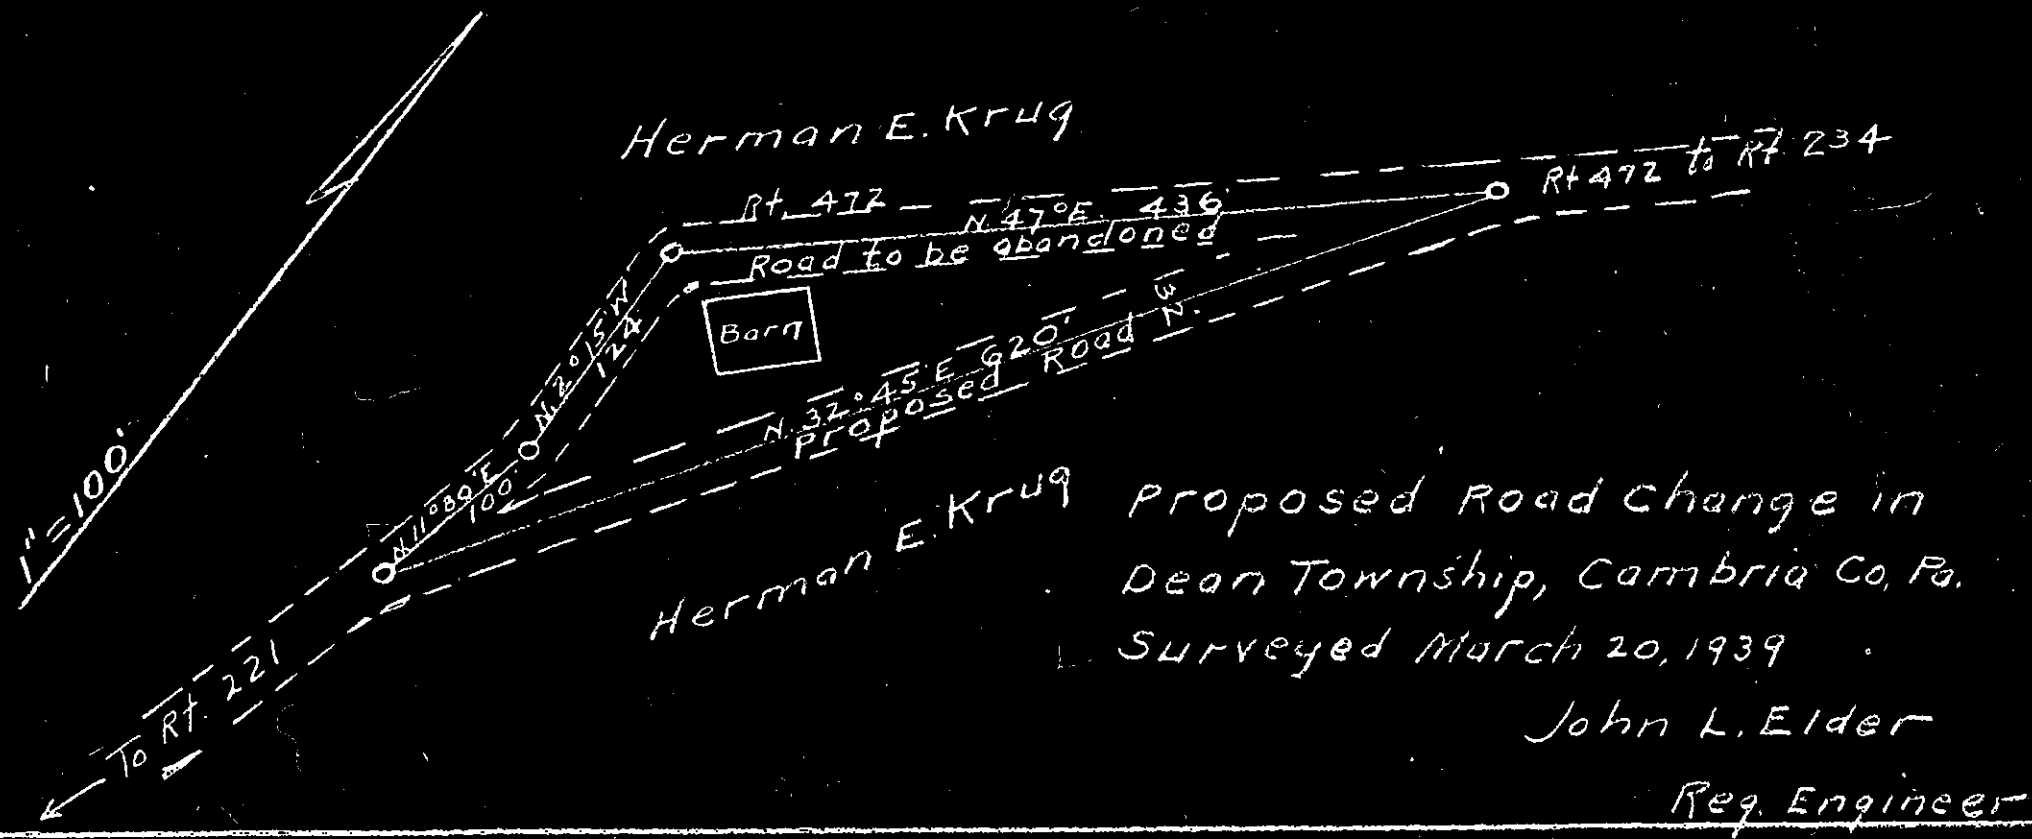 Herman E. Krug
Rt. 472
N. 47°E. 436
Road to be abandoned
Rt 472 to Rt. 234
Barn
N. 2°15'W
124
N. 32°45'E 620'
Proposed Road
N.
100
1"=100'
To Rt. 221
Herman E. Krug
Proposed Road Change in
Dean Township, Cambria Co, Pa.
Surveyed March 20, 1939
John L. Elder
Reg. Engineer